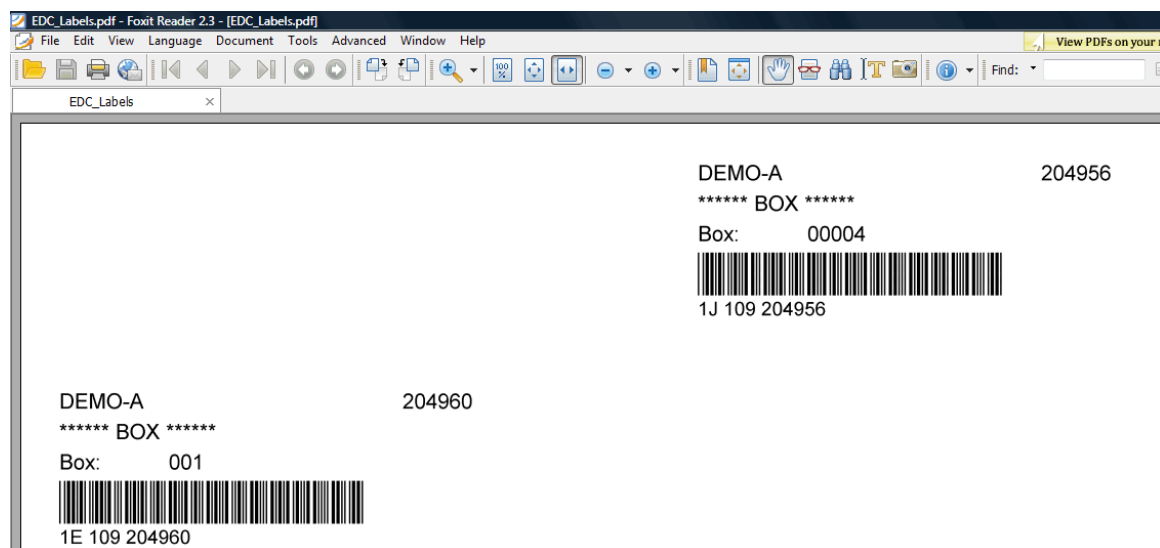 EDC_Labels.pdf - Foxit Reader 2.3 - [EDC_Labels.pdf]
File Edit View Language Document Tools Advanced Window Help
View PDFs on your
100 %
Find:
EDC_Labels
DEMO-A 204956
****** BOX ******
Box: 00004
1J 109 204956
DEMO-A 204960
****** BOX ******
Box: 001
1E 109 204960